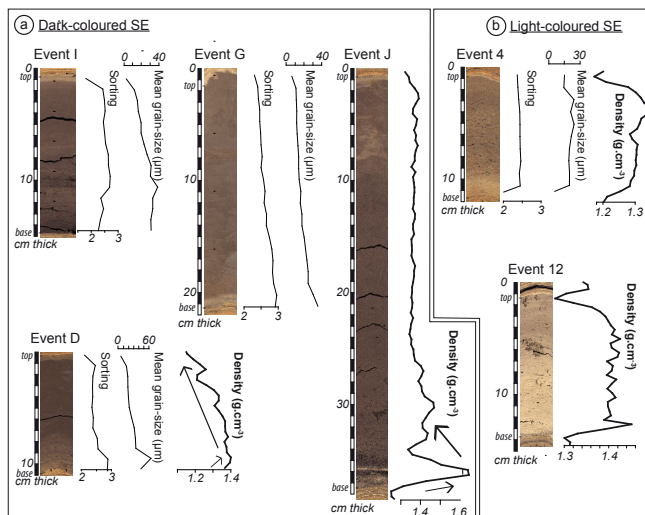 a Dark-coloured SE
b Light-coloured SE
Event I
0
top
10
base
cm thick
Sorting
2 3
0 40
Mean grain-size (µm)
Event G
0
top
10
20
base
cm thick
Sorting
2 3
0 40
Mean grain-size (µm)
Event J
0
top
10
20
30
base
cm thick
Density (g.cm-3)
1.4 1.6
Event 4
0
top
10
base
cm thick
Sorting
2 3
0 30
Mean grain-size (µm)
Density (g.cm-3)
1.2 1.3
Event D
top
10
base
cm thick
Sorting
2 3
0 60
Mean grain-size (µm)
Density (g.cm-3)
1.2 1.4
Event 12
0
top
10
base
cm thick
Density (g.cm-3)
1.3 1.4